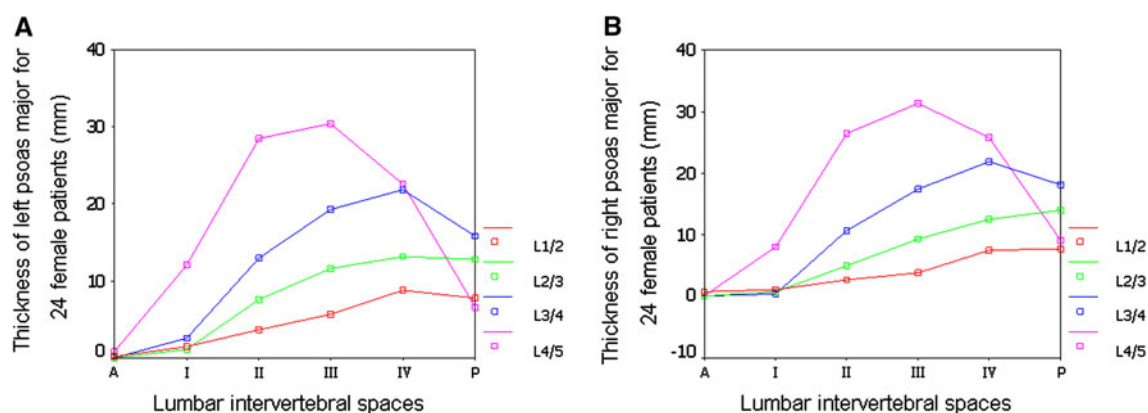 A
Thickness of left psoas major for
24 female patients (mm)
40
30
20
10
0
A I II III IV P
Lumbar intervertebral spaces
L1/2
L2/3
L3/4
L4/5
B
Thickness of right psoas major for
24 female patients (mm)
40
30
20
10
0
-10
A I II III IV P
Lumbar intervertebral spaces
L1/2
L2/3
L3/4
L4/5